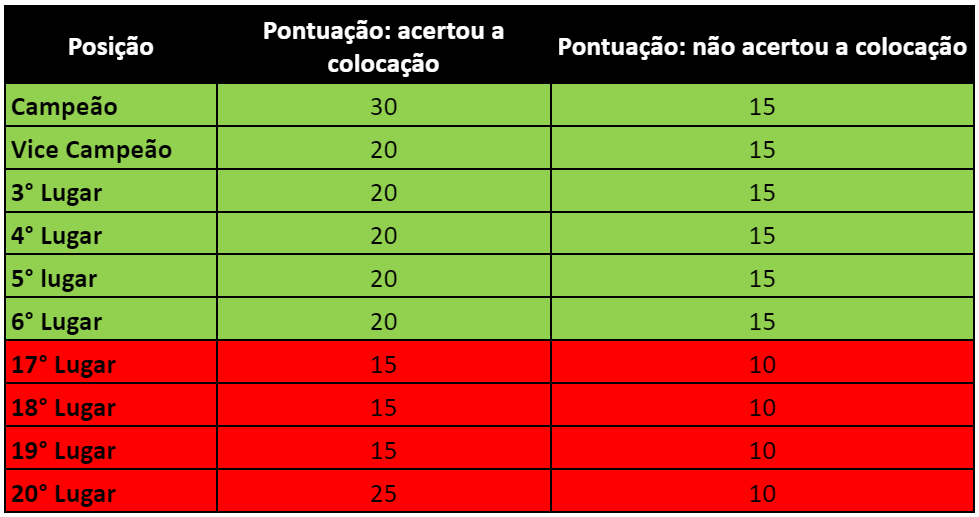 Posição Pontuação: acertou a colocação Pontuação: não acertou a colocação
Campeão 30 15
Vice Campeão 20 15
3° Lugar 20 15
4° Lugar 20 15
5° lugar 20 15
6° Lugar 20 15
17° Lugar 15 10
18° Lugar 15 10
19° Lugar 15 10
20° Lugar 25 10